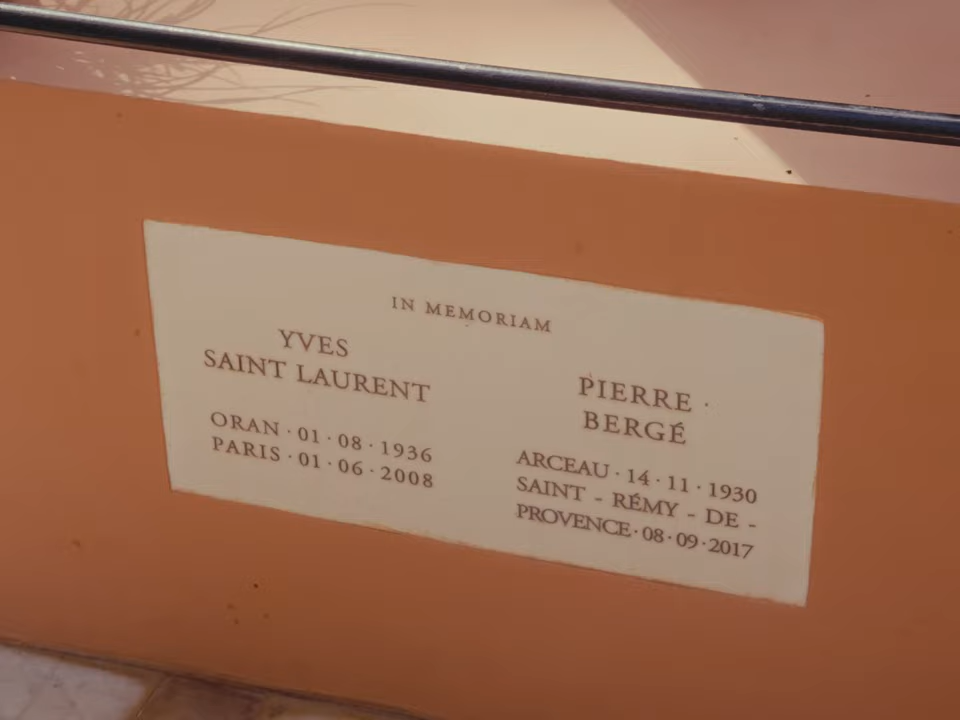 IN MEMORIAM
YVES
SAINT LAURENT
ORAN · 01 · 08 · 1936
PARIS · 01 · 06 · 2008
PIERRE ·
BERGÉ
ARCEAU · 14 · 11 · 1930
SAINT - RÉMY - DE -
PROVENCE · 08 · 09 · 2017